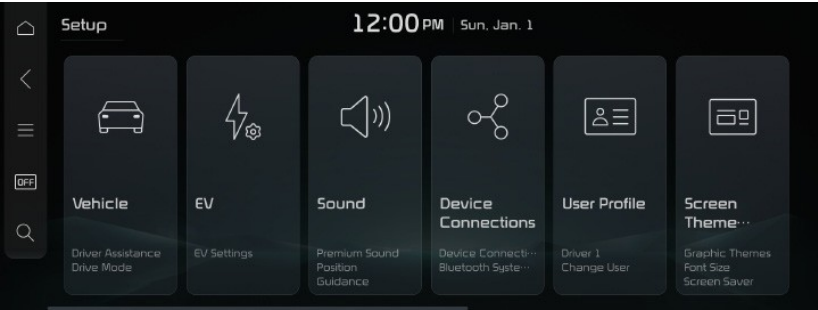 Setup
12:00 PM Sun, Jan. 1
OFF
Vehicle
Driver Assistance
Drive Mode
EV
EV Settings
Sound
Premium Sound
Position
Guidance
Device
Connections
Device Connecti···
Bluetooth Syste···
User Profile
Driver 1
Change User
Screen
Theme···
Graphic Themes
Font Size
Screen Saver